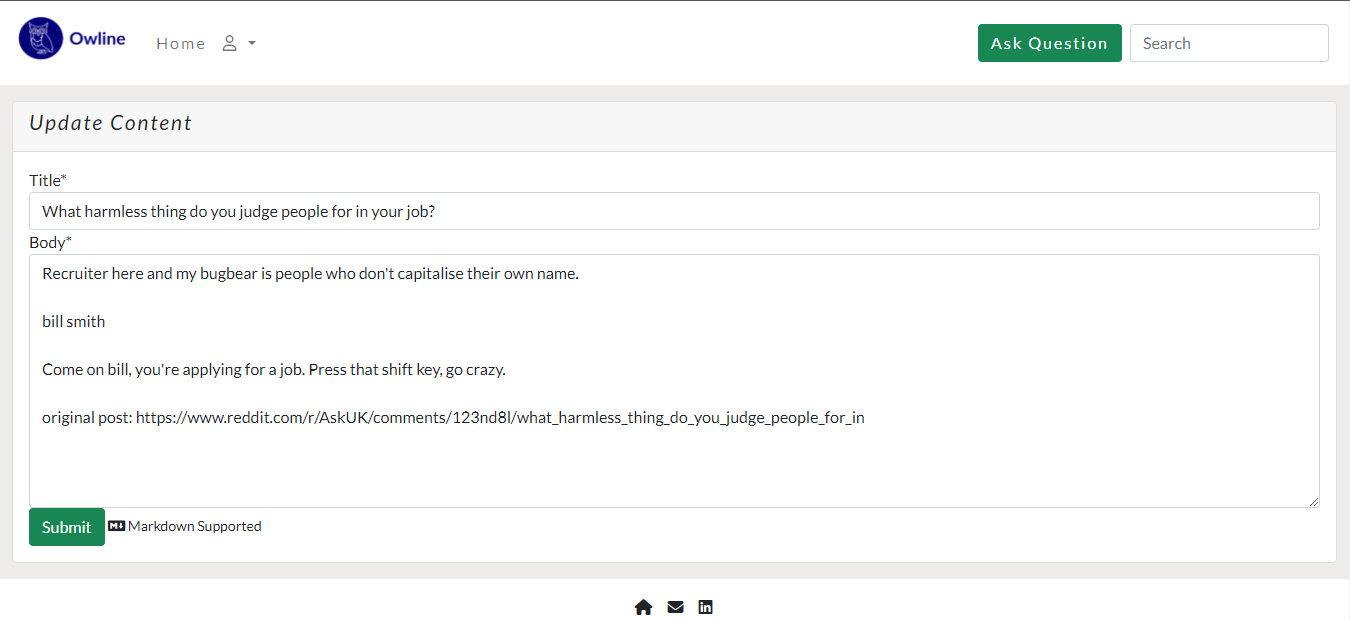 Owline
Home
Ask Question
Search
Update Content
Title*
What harmless thing do you judge people for in your job?
Body*
Recruiter here and my bugbear is people who don't capitalise their own name.
bill smith
Come on bill, you're applying for a job. Press that shift key, go crazy.
original post: https://www.reddit.com/r/AskUK/comments/123nd8l/what_harmless_thing_do_you_judge_people_for_in
Submit
Markdown Supported